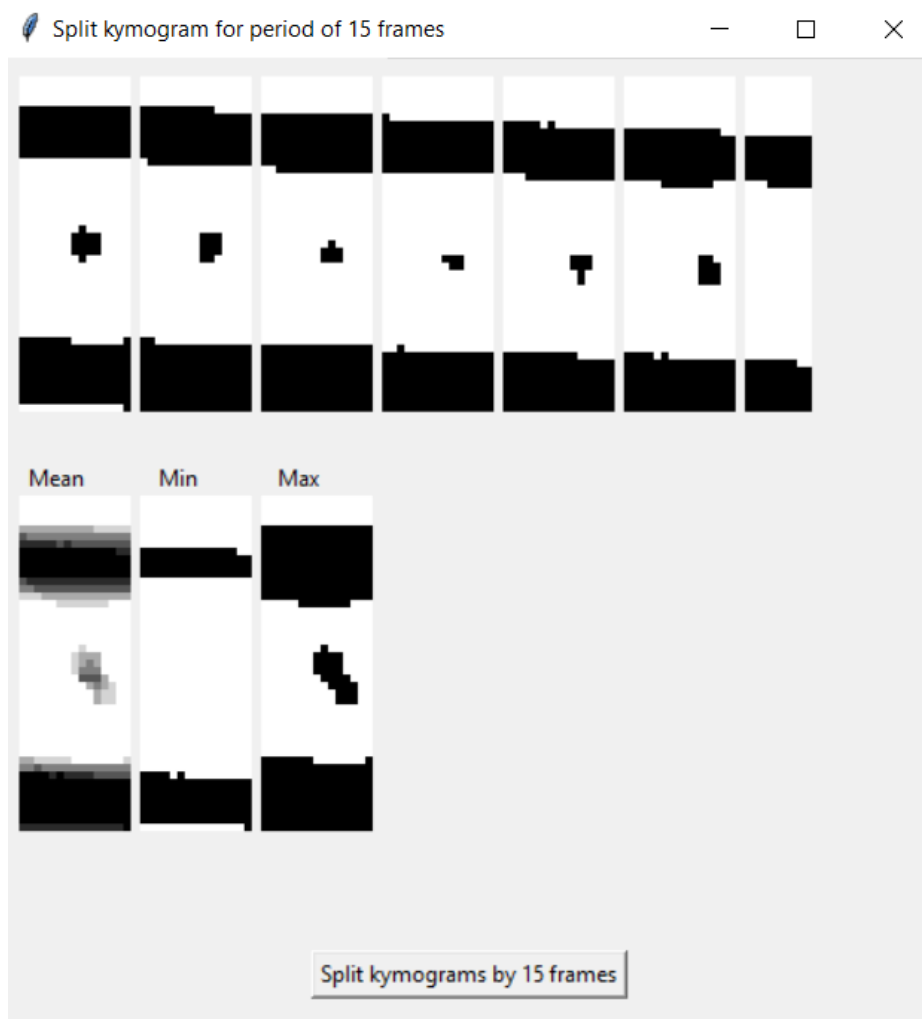 Split kymogram for period of 15 frames
Mean Min Max
Split kymograms by 15 frames